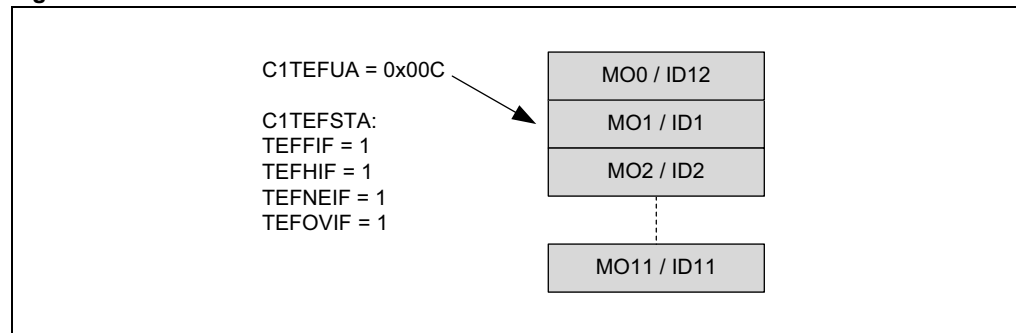 C1TEFUA = 0x00C
C1TEFSTA:
TEFFIF = 1
TEFHIF = 1
TEFNEIF = 1
TEFOVIF = 1
MO0 / ID12
MO1 / ID1
MO2 / ID2
MO11 / ID11